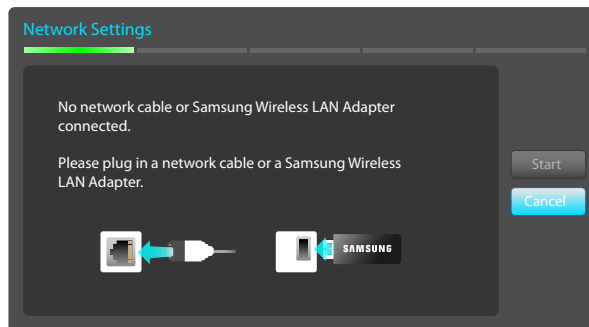 Network Settings
No network cable or Samsung Wireless LAN Adapter
connected.
Please plug in a network cable or a Samsung Wireless
LAN Adapter.
Start
Cancel
SAMSUNG